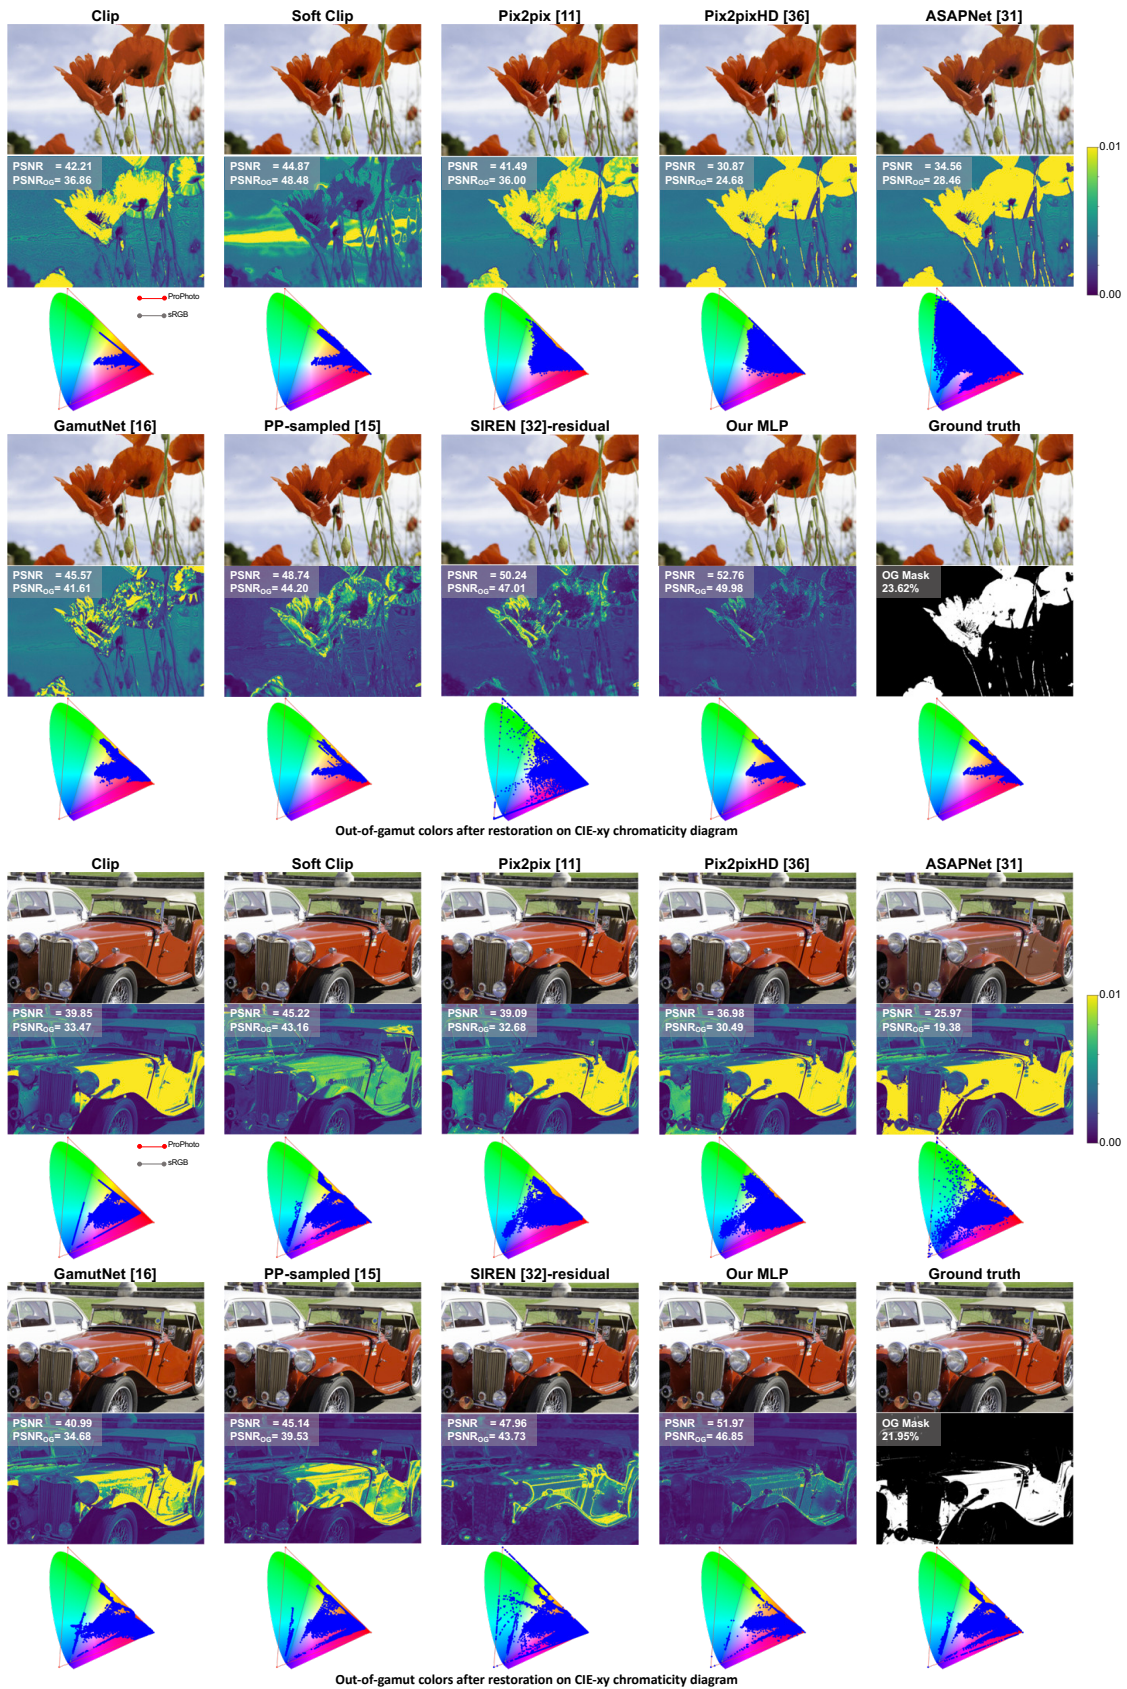 Clip
Soft Clip
Pix2pix [11]
Pix2pixHD [36]
ASAPNet [31]
PSNR = 42.21
PSNROG= 36.86
PSNR = 44.87
PSNROG= 48.48
PSNR = 41.49
PSNROG= 36.00
PSNR = 30.87
PSNROG= 24.68
PSNR = 34.56
PSNROG= 28.46
0.01
0.00
ProPhoto
sRGB
GamutNet [16]
PP-sampled [15]
SIREN [32]-residual
Our MLP
Ground truth
PSNR = 45.57
PSNROG= 41.61
PSNR = 48.74
PSNROG= 44.20
PSNR = 50.24
PSNROG= 47.01
PSNR = 52.76
PSNROG= 49.98
OG Mask
23.62%
Out-of-gamut colors after restoration on CIE-xy chromaticity diagram
Clip
Soft Clip
Pix2pix [11]
Pix2pixHD [36]
ASAPNet [31]
PSNR = 39.85
PSNROG= 33.47
PSNR = 45.22
PSNROG= 43.16
PSNR = 39.09
PSNROG= 32.68
PSNR = 36.98
PSNROG= 30.49
PSNR = 25.97
PSNROG= 19.38
0.01
0.00
ProPhoto
sRGB
GamutNet [16]
PP-sampled [15]
SIREN [32]-residual
Our MLP
Ground truth
PSNR = 40.99
PSNROG= 34.68
PSNR = 45.14
PSNROG= 39.53
PSNR = 47.96
PSNROG= 43.73
PSNR = 51.97
PSNROG= 46.85
OG Mask
21.95%
Out-of-gamut colors after restoration on CIE-xy chromaticity diagram